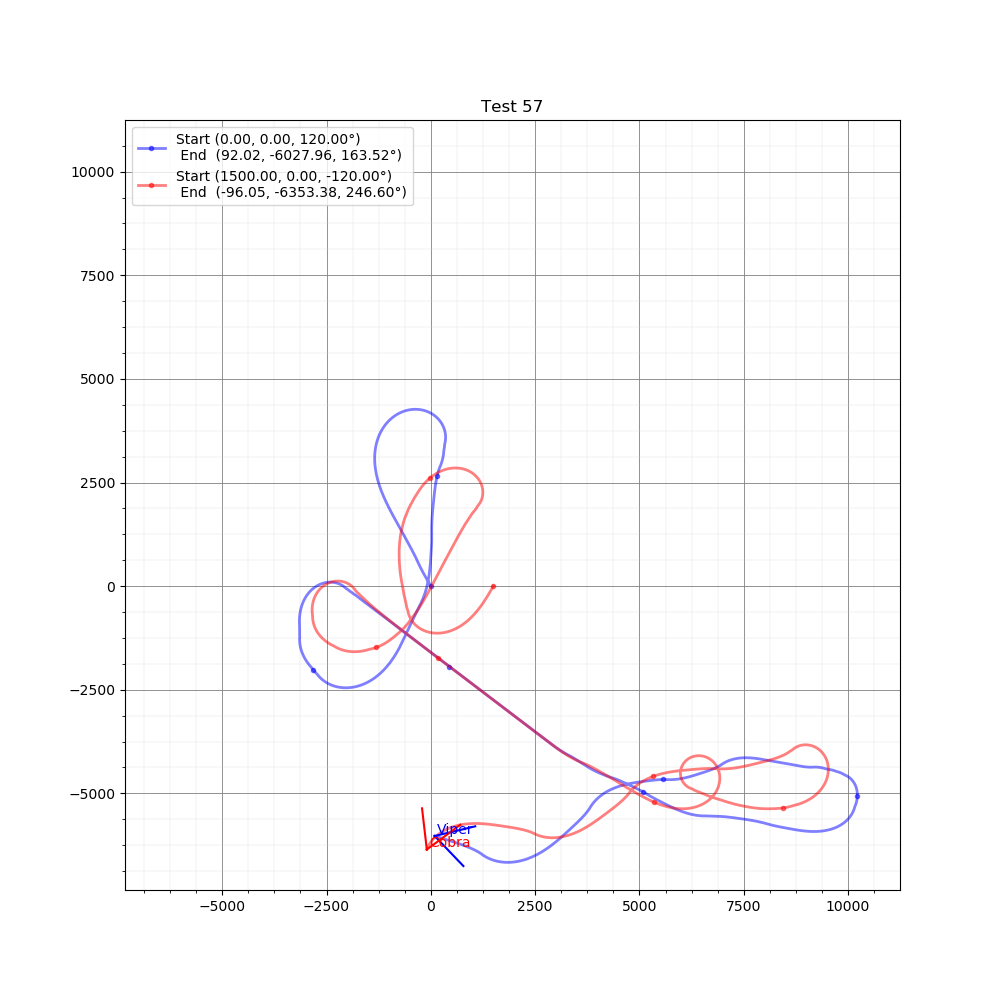 Test 57
Start (0.00, 0.00, 120.00°)
End (92.02, -6027.96, 163.52°)
Start (1500.00, 0.00, -120.00°)
End (-96.05, -6353.38, 246.60°)
10000
7500
5000
2500
0
−2500
−5000
Viper
Cobra
−5000
−2500
0
2500
5000
7500
10000